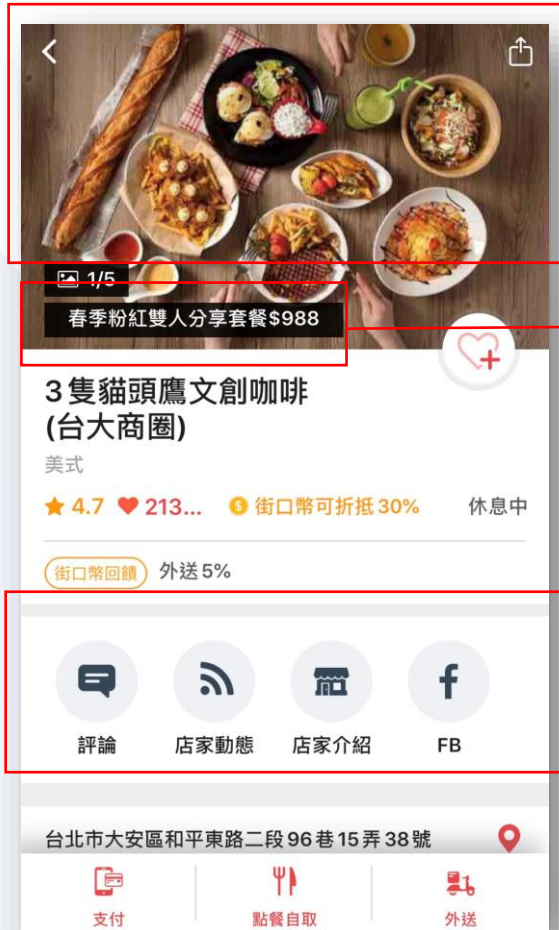 1/5
春季粉紅雙人分享套餐$988
3隻貓頭鷹文創咖啡
(台大商圈)
美式
4.7 213... $ 街口幣可折抵30% 休息中
街口幣回饋 外送5%
評論 店家動態 店家介紹 FB
台北市大安區和平東路二段96巷15弄38號
支付 點餐自取 外送